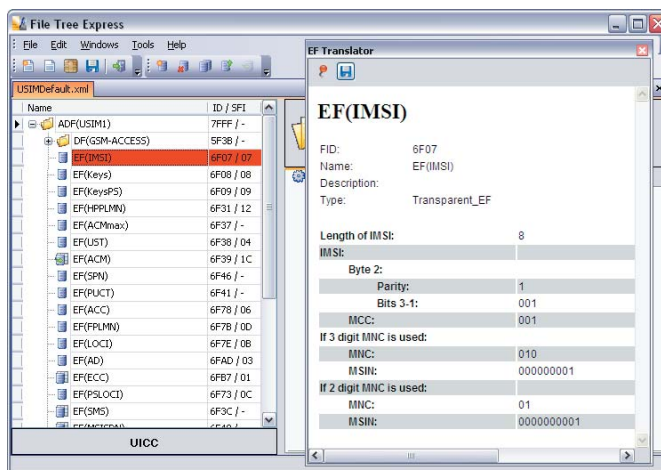 File Tree Express
File Edit Windows Tools Help
USIMDefault.xml
Name ID / SFI
ADF(USIM1) 7FFF / -
DF(GSM-ACCESS) 5F3B / -
EF(IMSI) 6F07 / 07
EF(Keys) 6F08 / 08
EF(KeysPS) 6F09 / 09
EF(HPPLMN) 6F31 / 12
EF(ACMmax) 6F37 / -
EF(UST) 6F38 / 04
EF(ACM) 6F39 / 1C
EF(SPN) 6F46 / -
EF(PUCT) 6F41 / -
EF(ACC) 6F78 / 06
EF(FPLMN) 6F7B / 0D
EF(LOCI) 6F7E / 0B
EF(AD) 6FAD / 03
EF(ECC) 6FB7 / 01
EF(PSLOCI) 6F73 / 0C
EF(SMS) 6F3C / -
UICC
EF Translator
EF(IMSI)
FID: 6F07
Name: EF(IMSI)
Description:
Type: Transparent_EF
Length of IMSI: 8
IMSI:
Byte 2:
Parity: 1
Bits 3-1: 001
MCC: 001
If 3 digit MNC is used:
MNC: 010
MSIN: 000000001
If 2 digit MNC is used:
MNC: 01
MSIN: 0000000001